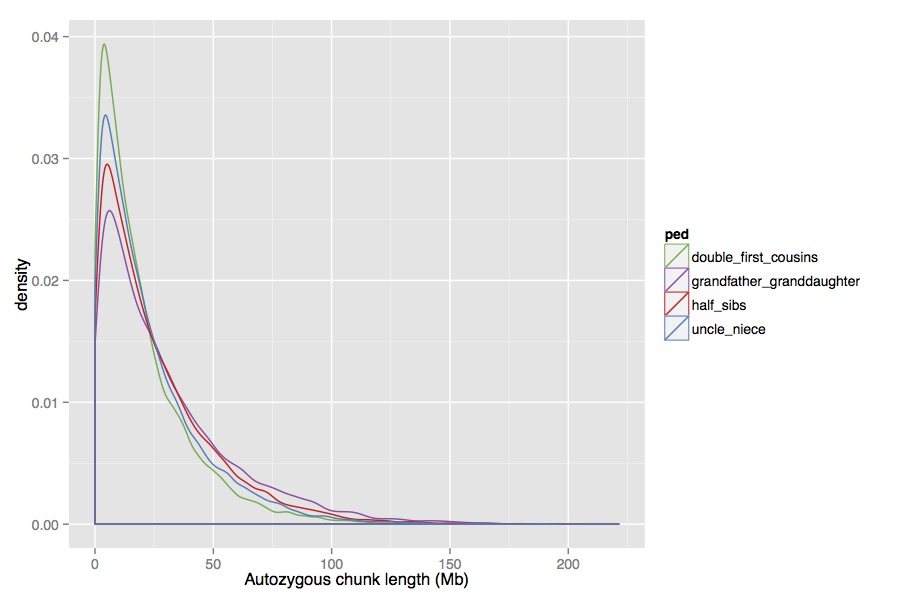 0.04
0.03
0.02
0.01
0.00
density
0
50
100
150
200
Autozygous chunk length (Mb)
ped
double_first_cousins
grandfather_granddaughter
half_sibs
uncle_niece